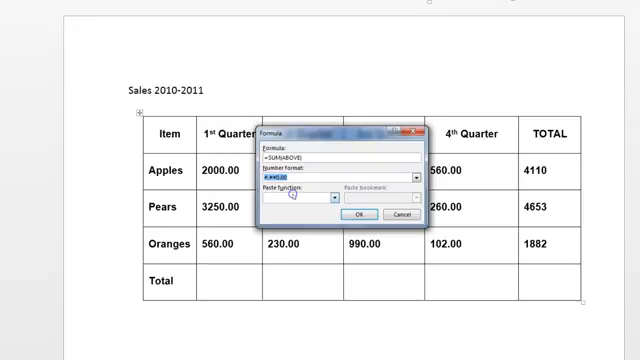 Sales 2010-2011
Item 1st Quarter 4th Quarter TOTAL
Formula
Formula:
=SUM(ABOVE)
Number format:
#,##0.00
Paste function: Paste bookmark:
OK Cancel
Apples 2000.00 560.00 4110
Pears 3250.00 260.00 4653
Oranges 560.00 230.00 990.00 102.00 1882
Total